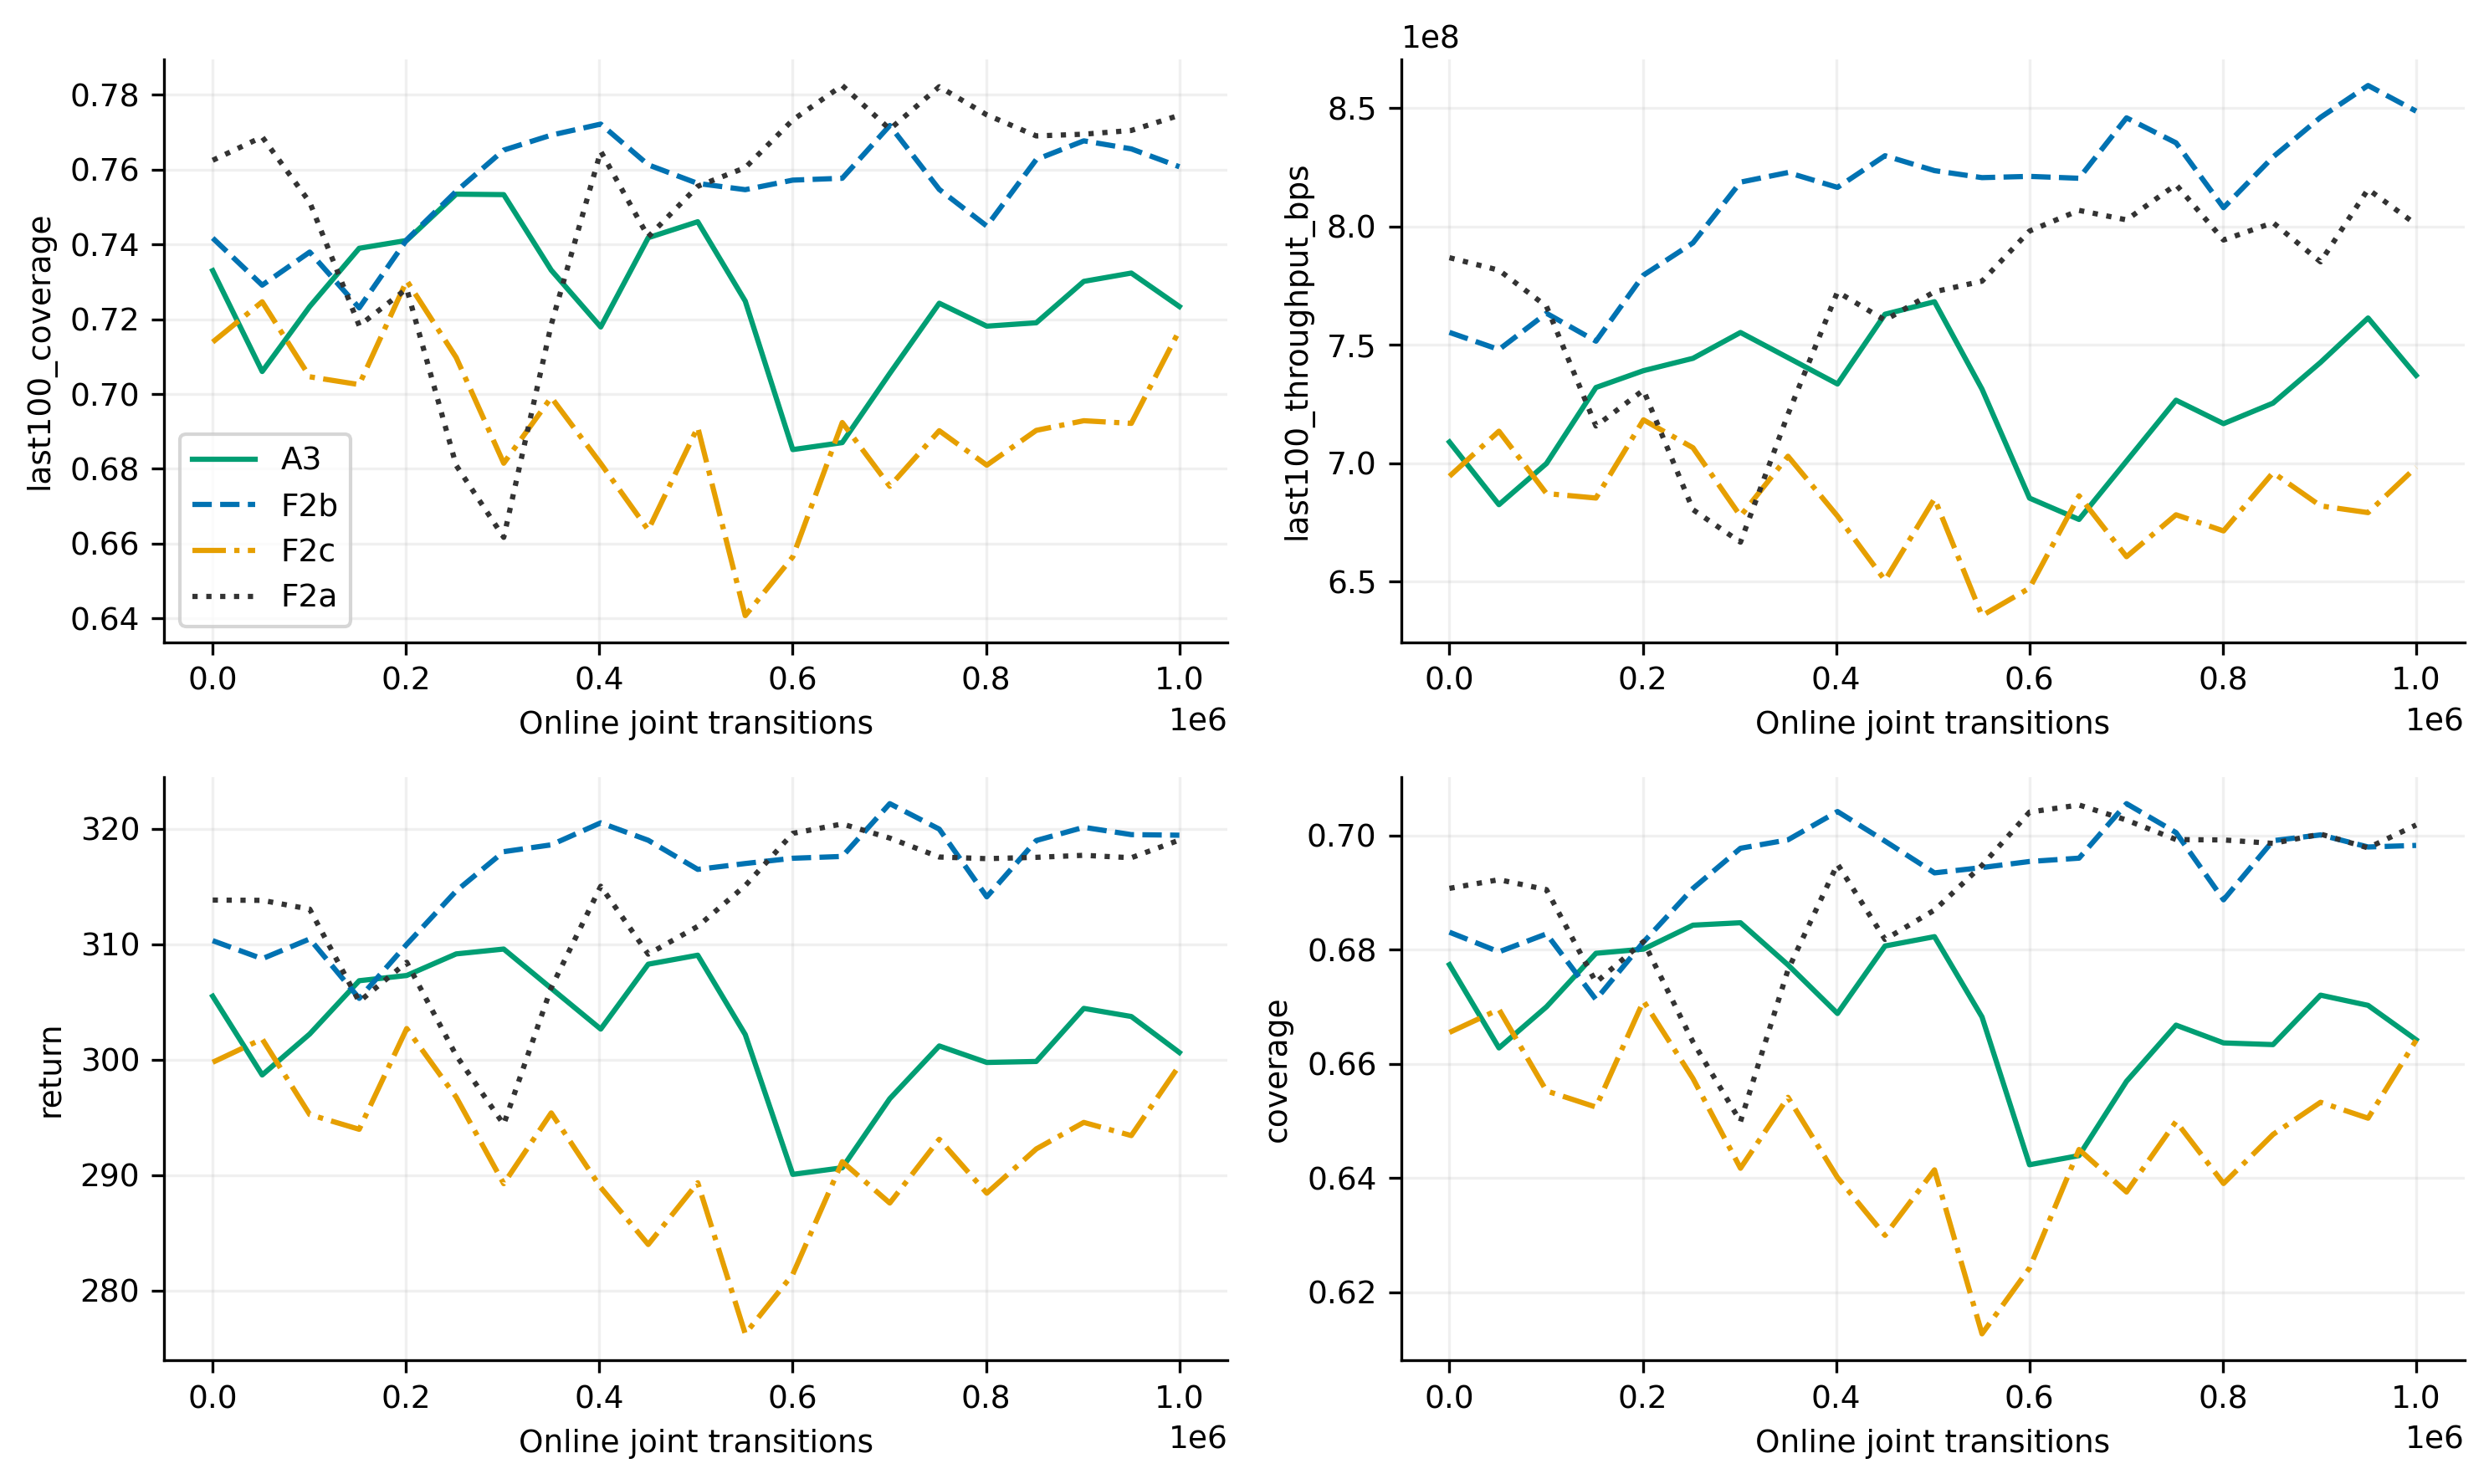 last100_coverage
0.78
0.76
0.74
0.72
0.70
0.68
0.66
0.64
A3
F2b
F2c
F2a
0.0 0.2 0.4 0.6 0.8 1.0
Online joint transitions
1e6
1e8
last100_throughput_bps
8.5
8.0
7.5
7.0
6.5
0.0 0.2 0.4 0.6 0.8 1.0
Online joint transitions
1e6
return
320
310
300
290
280
0.0 0.2 0.4 0.6 0.8 1.0
Online joint transitions
1e6
coverage
0.70
0.68
0.66
0.64
0.62
0.0 0.2 0.4 0.6 0.8 1.0
Online joint transitions
1e6